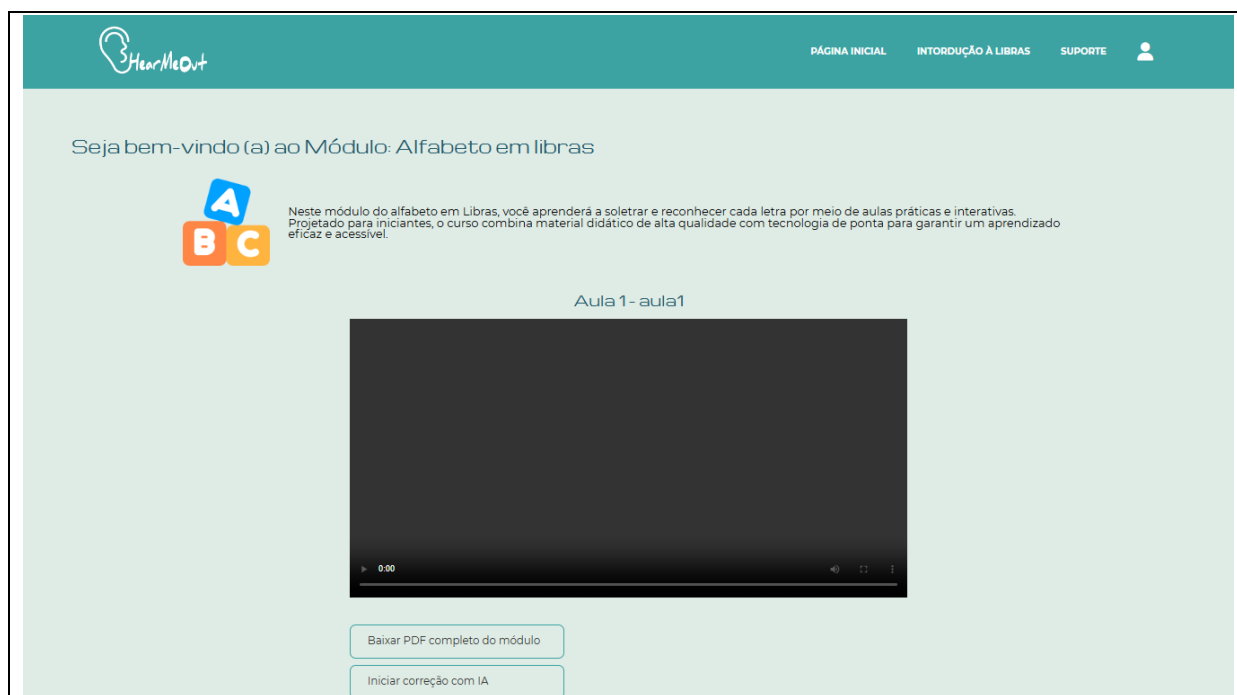 HearMeOut
PÁGINA INICIAL
INTORDUÇÃO À LIBRAS
SUPORTE
Seja bem-vindo (a) ao Módulo: Alfabeto em libras
A
B C
Neste módulo do alfabeto em Libras, você aprenderá a soletrar e reconhecer cada letra por meio de aulas práticas e interativas.
Projetado para iniciantes, o curso combina material didático de alta qualidade com tecnologia de ponta para garantir um aprendizado
eficaz e acessível.
Aula 1 - aula1
0:00
Baixar PDF completo do módulo
Iniciar correção com IA